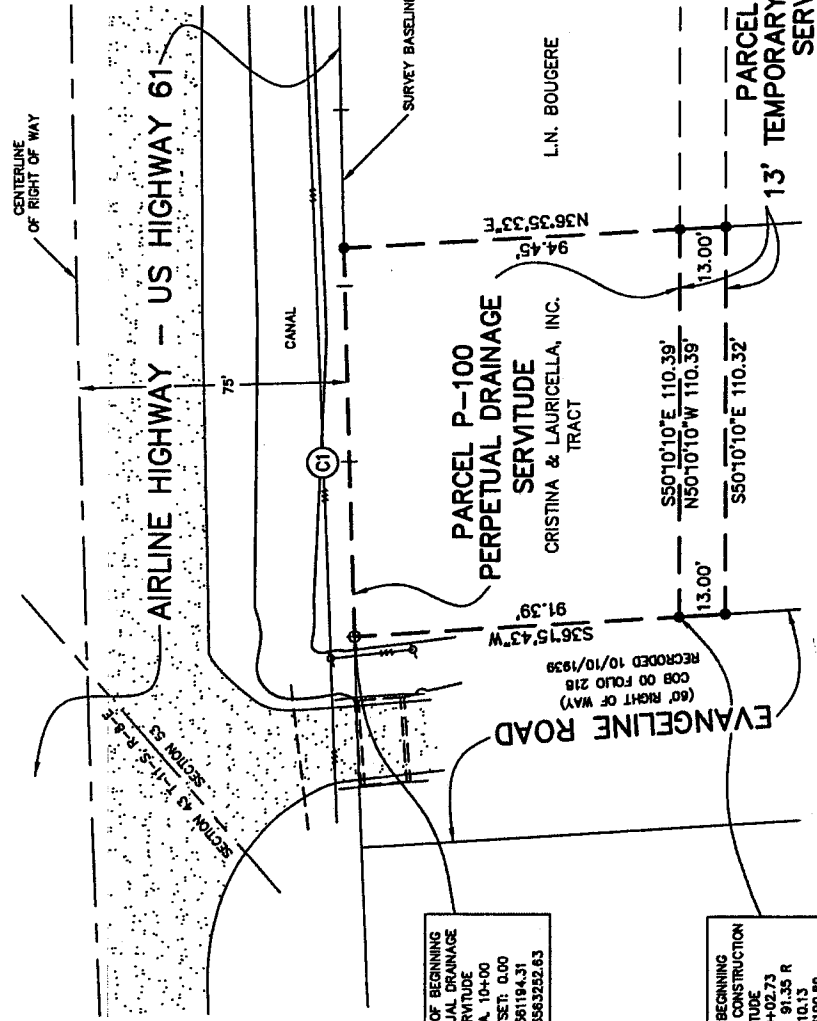 CENTERLINE
OF RIGHT OF WAY
AIRLINE HIGHWAY – US HIGHWAY 61
SURVEY BASELINE
CANAL
75'
C1
SECTION 43 T-11-S, R-8-E
SECTION 53
L.N. BOUGERE
N36°35'33"E
94.45'
PARCEL P-100
PERPETUAL DRAINAGE
SERVITUDE
CRISTINA & LAURICELLA, INC.
TRACT
PARCEL
13' TEMPORARY
SERV
S36°15'43"W
91.39'
13.00'
13.00'
S50°10'10"E 110.39'
N50°10'10"W 110.39'
S50°10'10"E 110.32'
EVANGELINE ROAD
(60' RIGHT OF WAY)
COB 00 FOLIO 218
RECRODED 10/10/1939
OF BEGINNING
UAL DRAINAGE
RVITUDE
A. 10+00
SET: 0.00
561194.31
3563252.63
BEGINNING
CONSTRUCTION
TUDE
+02.73
91.35 R
10.13